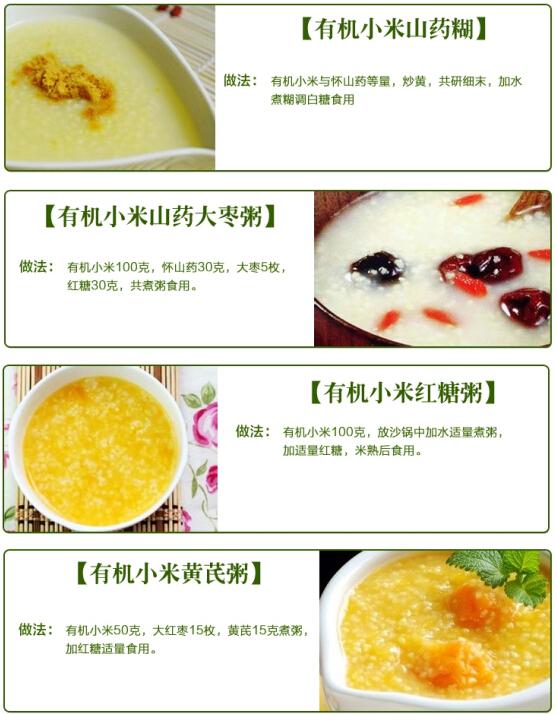 【有机小米山药糊】
做法： 有机小米与怀山药等量，炒黄，共研细末，加水
煮糊调白糖食用
【有机小米山药大枣粥】
做法： 有机小米100克，怀山药30克，大枣5枚，
红糖30克，共煮粥食用。
【有机小米红糖粥】
做法： 有机小米100克，放沙锅中加水适量煮粥，
加适量红糖，米熟后食用。
【有机小米黄芪粥】
做法： 有机小米50克，大红枣15枚，黄芪15克煮粥，
加红糖适量食用。